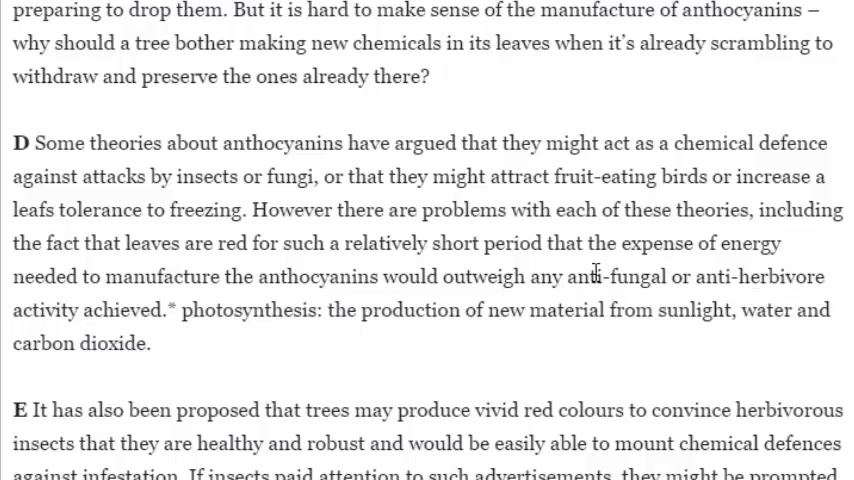 preparing to drop them. But it is hard to make sense of the manufacture of anthocyanins –
why should a tree bother making new chemicals in its leaves when it's already scrambling to
withdraw and preserve the ones already there?
D Some theories about anthocyanins have argued that they might act as a chemical defence
against attacks by insects or fungi, or that they might attract fruit-eating birds or increase a
leafs tolerance to freezing. However there are problems with each of these theories, including
the fact that leaves are red for such a relatively short period that the expense of energy
needed to manufacture the anthocyanins would outweigh any anti-fungal or anti-herbivore
activity achieved.* photosynthesis: the production of new material from sunlight, water and
carbon dioxide.
E It has also been proposed that trees may produce vivid red colours to convince herbivorous
insects that they are healthy and robust and would be easily able to mount chemical defences
against infestation. If insects paid attention to such advertisements, they might be prompted